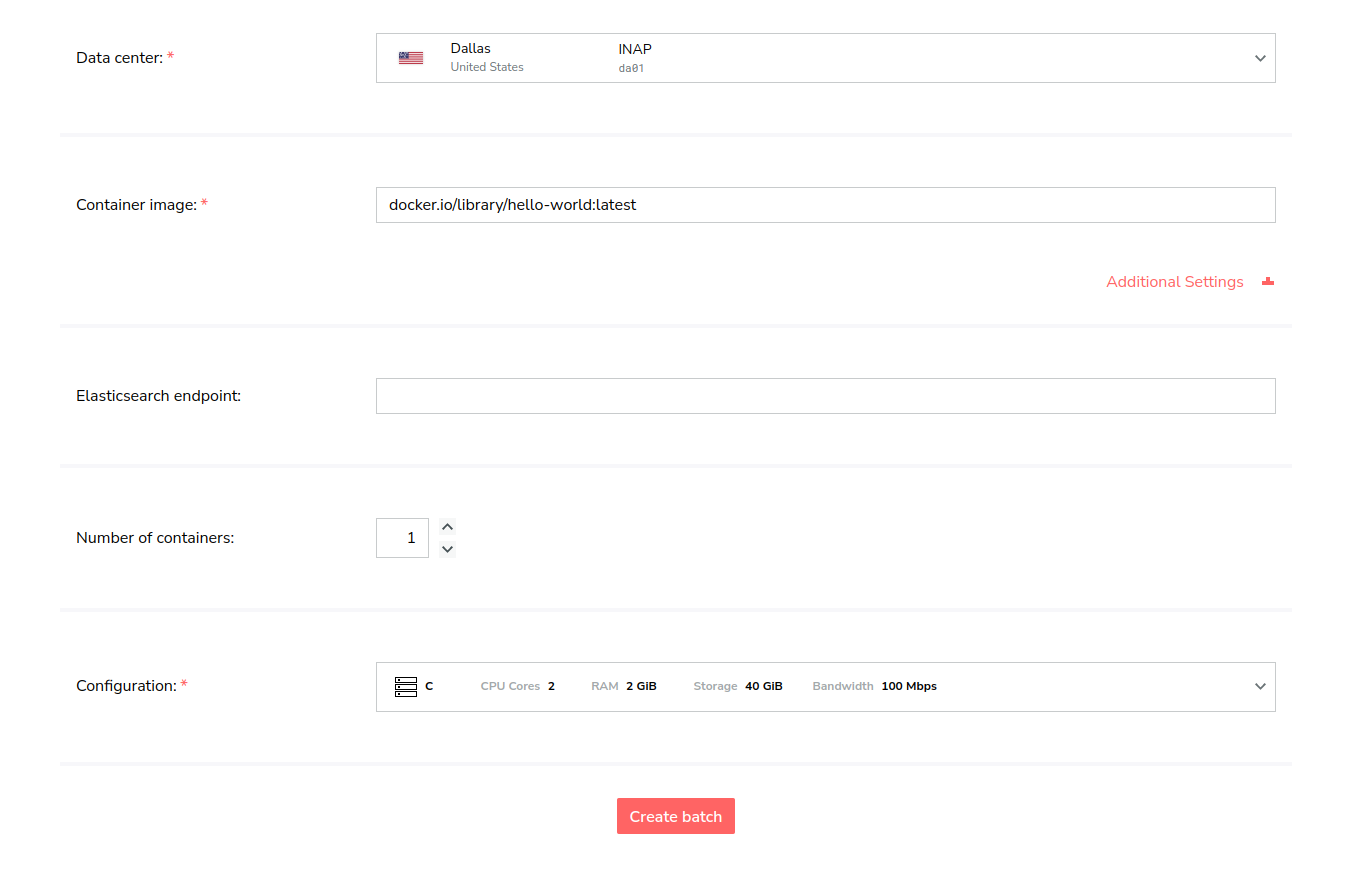 Data center: *
Dallas
INAP
United States
da01
Container image: *
docker.io/library/hello-world:latest
Additional Settings
Elasticsearch endpoint:
Number of containers:
1
Configuration: *
C CPU Cores 2 RAM 2 GiB Storage 40 GiB Bandwidth 100 Mbps
Create batch